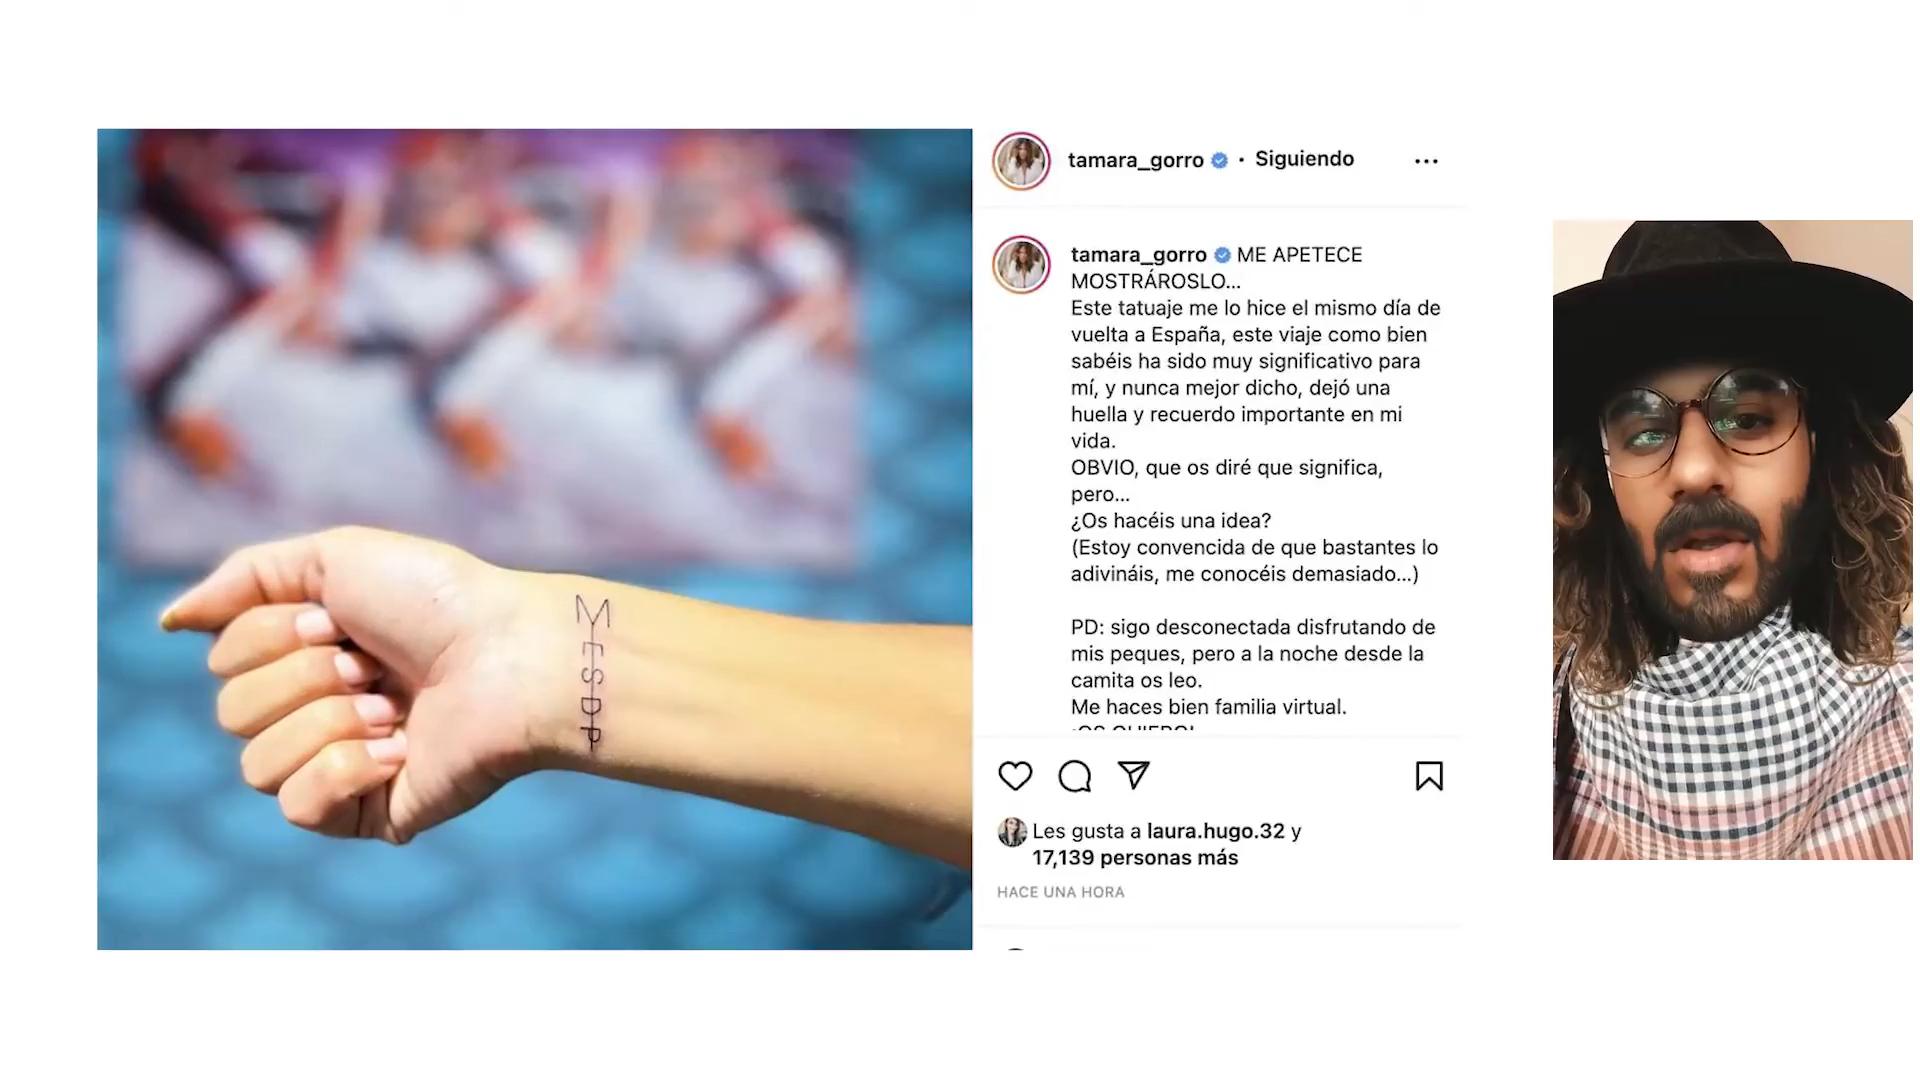 tamara_gorro • Siguiendo
tamara_gorro ME APETECE
MOSTRÁROSLO...
Este tatuaje me lo hice el mismo día de
vuelta a España, este viaje como bien
sabéis ha sido muy significativo para
mí, y nunca mejor dicho, dejó una
huella y recuerdo importante en mi
vida.
OBVIO, que os diré que significa,
pero...
¿Os hacéis una idea?
(Estoy convencida de que bastantes lo
adivináis, me conocéis demasiado...)
PD: sigo desconectada disfrutando de
mis peques, pero a la noche desde la
camita os leo.
Me haces bien familia virtual.
Les gusta a laura.hugo.32 y
17,139 personas más
HACE UNA HORA